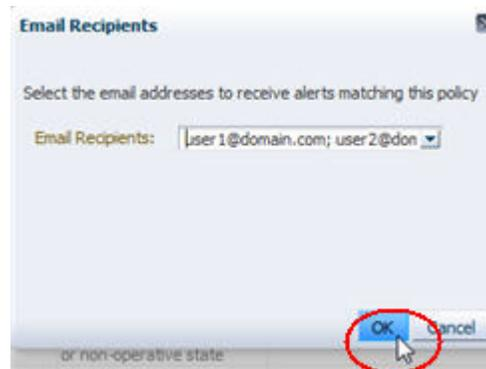 Email Recipients
Select the email addresses to receive alerts matching this policy
Email Recipients: user1@domain.com; user2@don
OK Cancel
or non-operative state